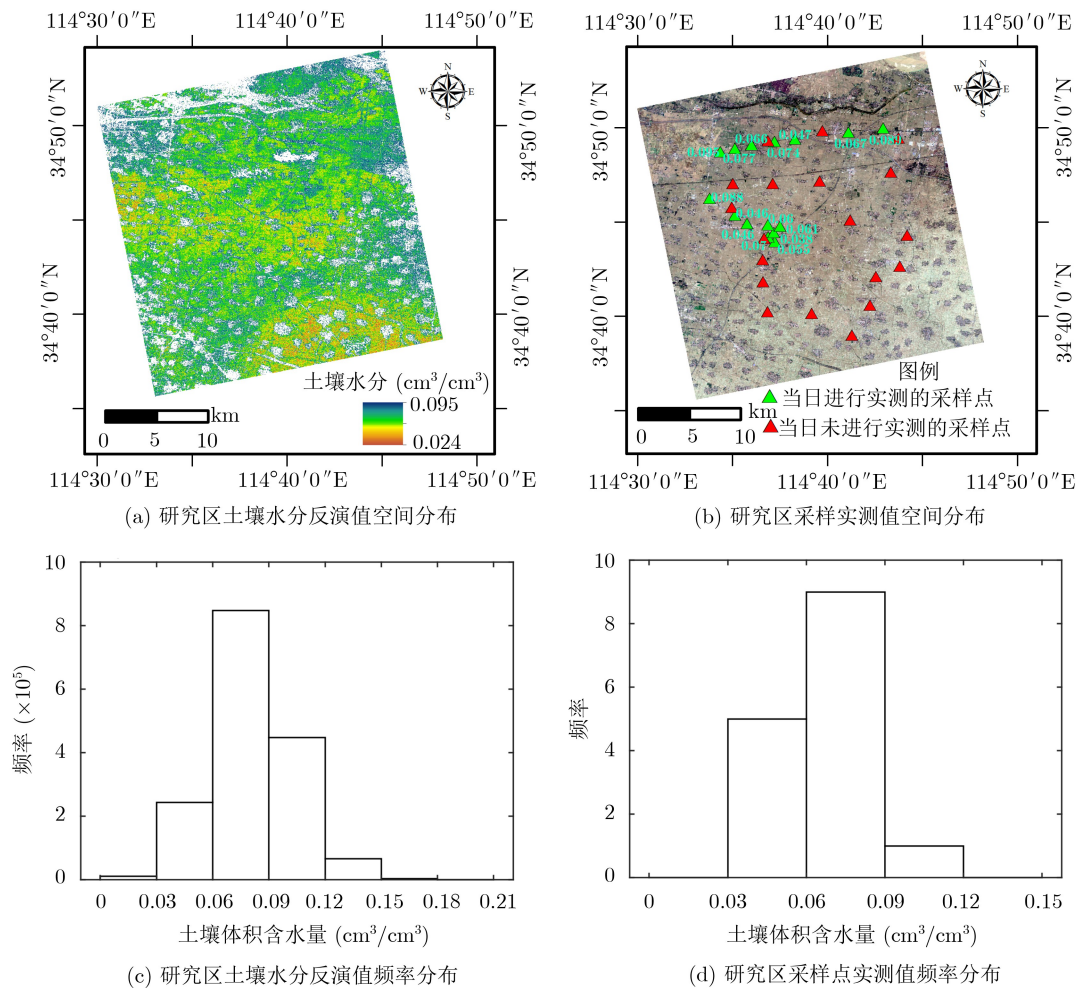 114°30′0″E 114°40′0″E 114°50′0″E
114°30′0″E 114°40′0″E 114°50′0″E
34°50′0″N
34°40′0″N
34°50′0″N
34°40′0″N
N
W E
S
土壤水分 (cm³/cm³)
0.095
0.024
km
0 5 10
114°30′0″E 114°40′0″E 114°50′0″E
(a) 研究区土壤水分反演值空间分布
34°50′0″N
34°40′0″N
N
W E
S
0.066
0.047
0.077
0.074
0.067
0.046
0.06
0.061
图例
当日进行实测的采样点
当日未进行实测的采样点
km
0 5 10
114°30′0″E 114°40′0″E 114°50′0″E
(b) 研究区采样实测值空间分布
频率 (×10⁵)
10
8
6
4
2
0
0 0.03 0.06 0.09 0.12 0.15 0.18 0.21
土壤体积含水量 (cm³/cm³)
(c) 研究区土壤水分反演值频率分布
频率
10
8
6
4
2
0
0 0.03 0.06 0.09 0.12 0.15
土壤体积含水量 (cm³/cm³)
(d) 研究区采样点实测值频率分布